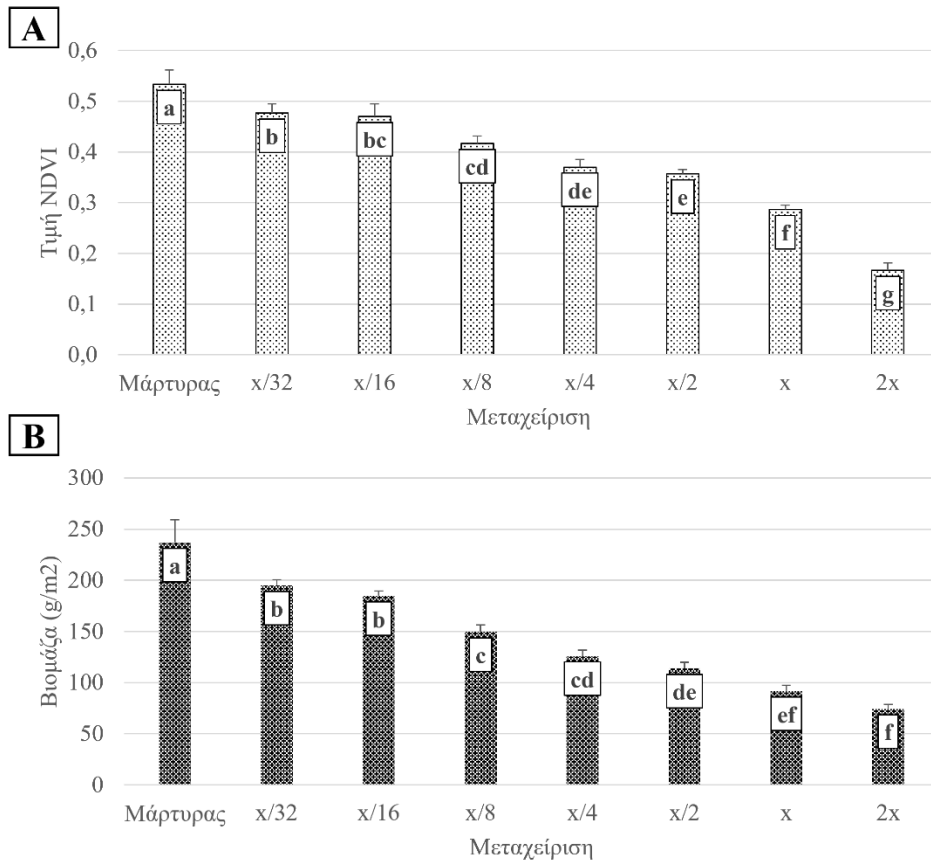 A
Τιμή NDVI
0,6
0,5
0,4
0,3
0,2
0,1
0,0
a
b
bc
cd
de
e
f
g
Μάρτυρας x/32 x/16 x/8 x/4 x/2 x 2x
Μεταχείριση
B
Βιομάζα (g/m2)
300
250
200
150
100
50
0
a
b
b
c
cd
de
ef
f
Μάρτυρας x/32 x/16 x/8 x/4 x/2 x 2x
Μεταχείριση